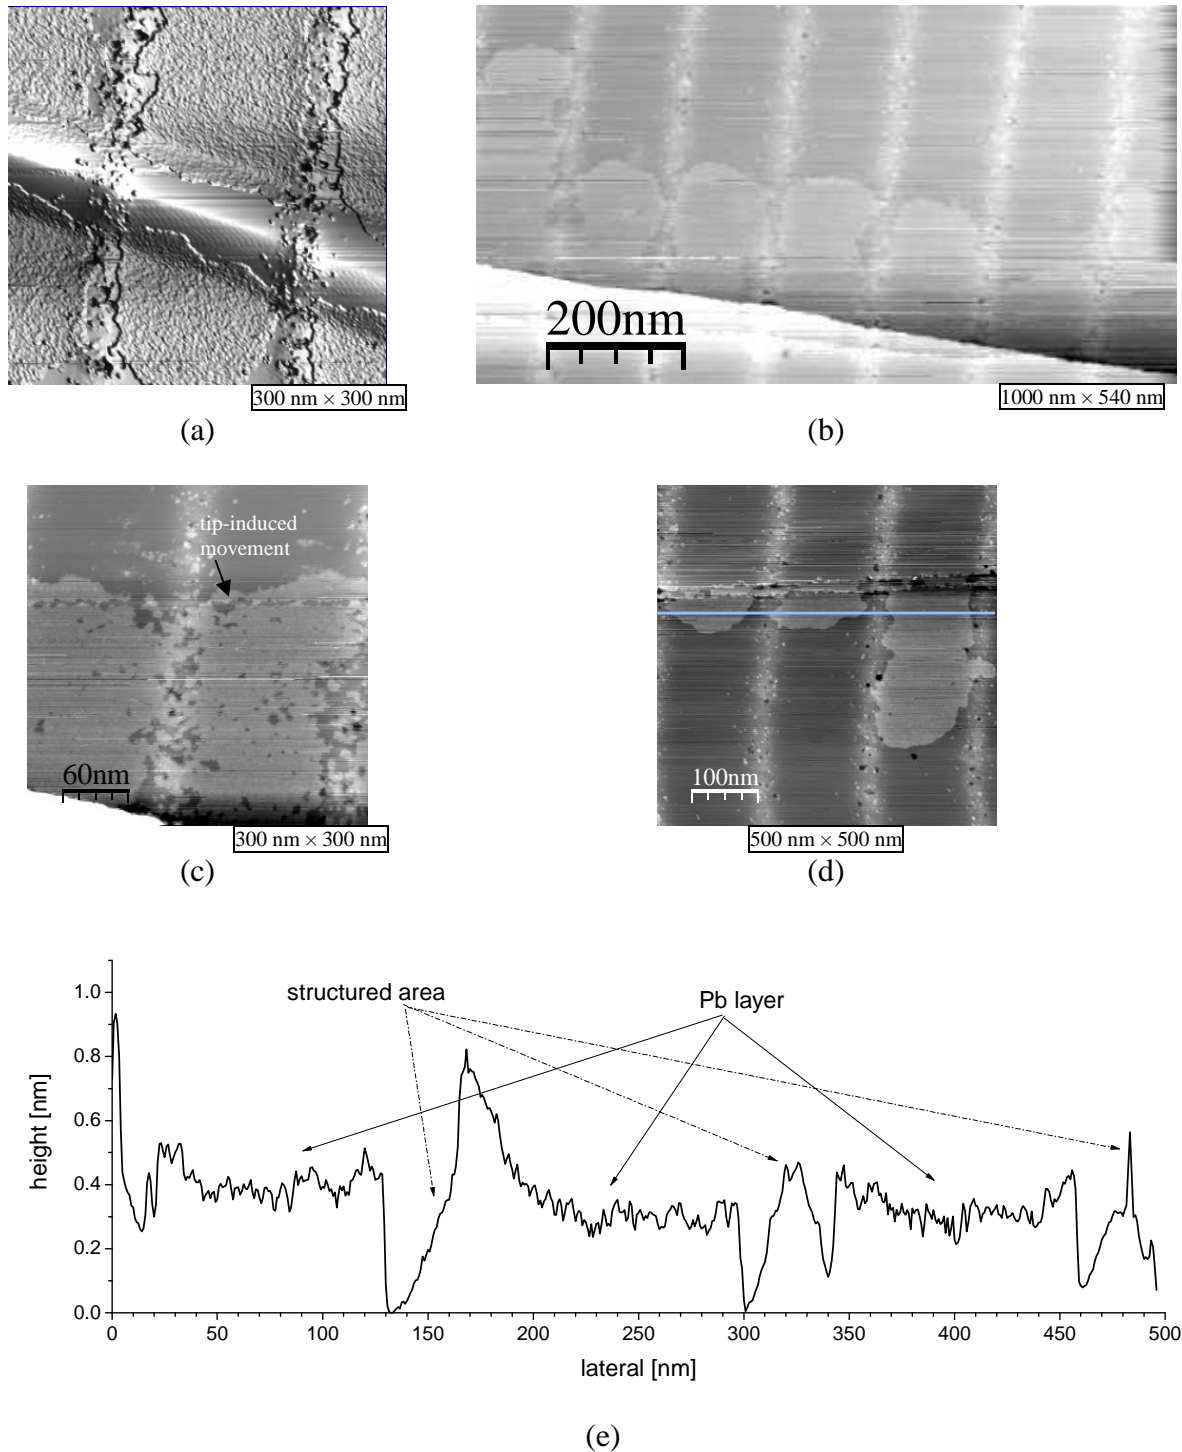 300 nm × 300 nm
(a)
200nm
1000 nm × 540 nm
(b)
tip-induced
movement
60nm
300 nm × 300 nm
(c)
100nm
500 nm × 500 nm
(d)
structured area
Pb layer
height [nm]
1.0
0.8
0.6
0.4
0.2
0.0
0
50
100
150
200
250
300
350
400
450
500
lateral [nm]
(e)